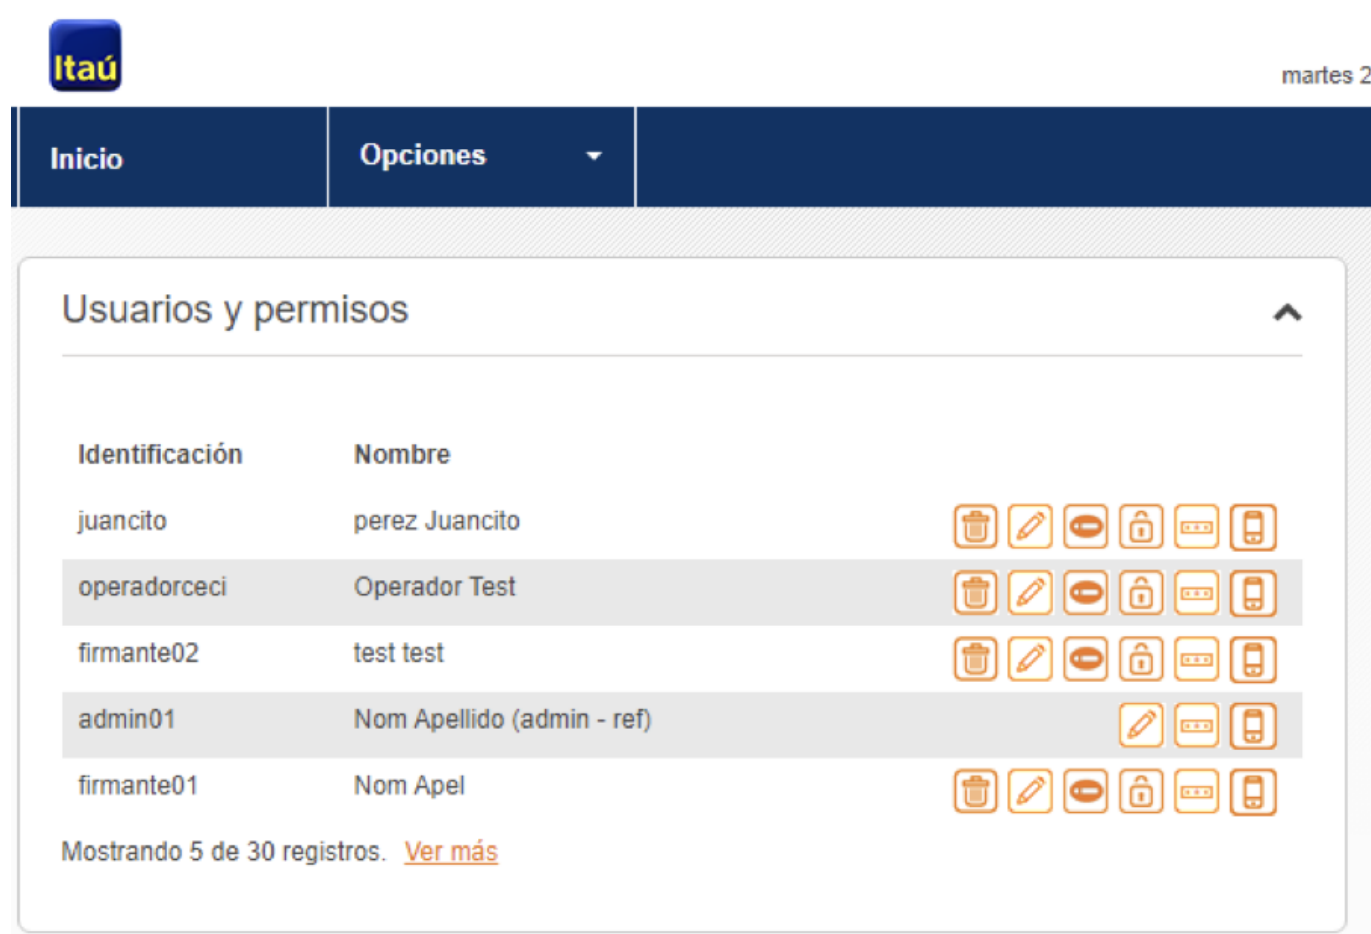 Itaú
martes 2
Inicio Opciones
Usuarios y permisos
Identificación Nombre
juancito perez Juancito
operadorceci Operador Test
firmante02 test test
admin01 Nom Apellido (admin - ref)
firmante01 Nom Apel
Mostrando 5 de 30 registros. Ver más